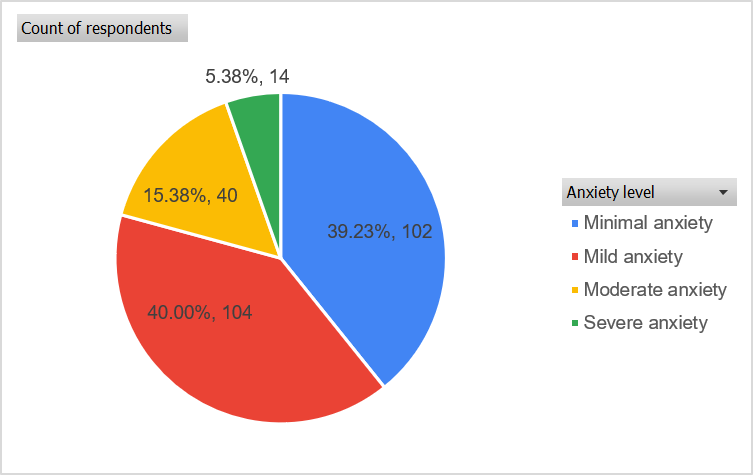 Count of respondents
5.38%, 14
15.38%, 40
39.23%, 102
40.00%, 104
Anxiety level
Minimal anxiety
Mild anxiety
Moderate anxiety
Severe anxiety